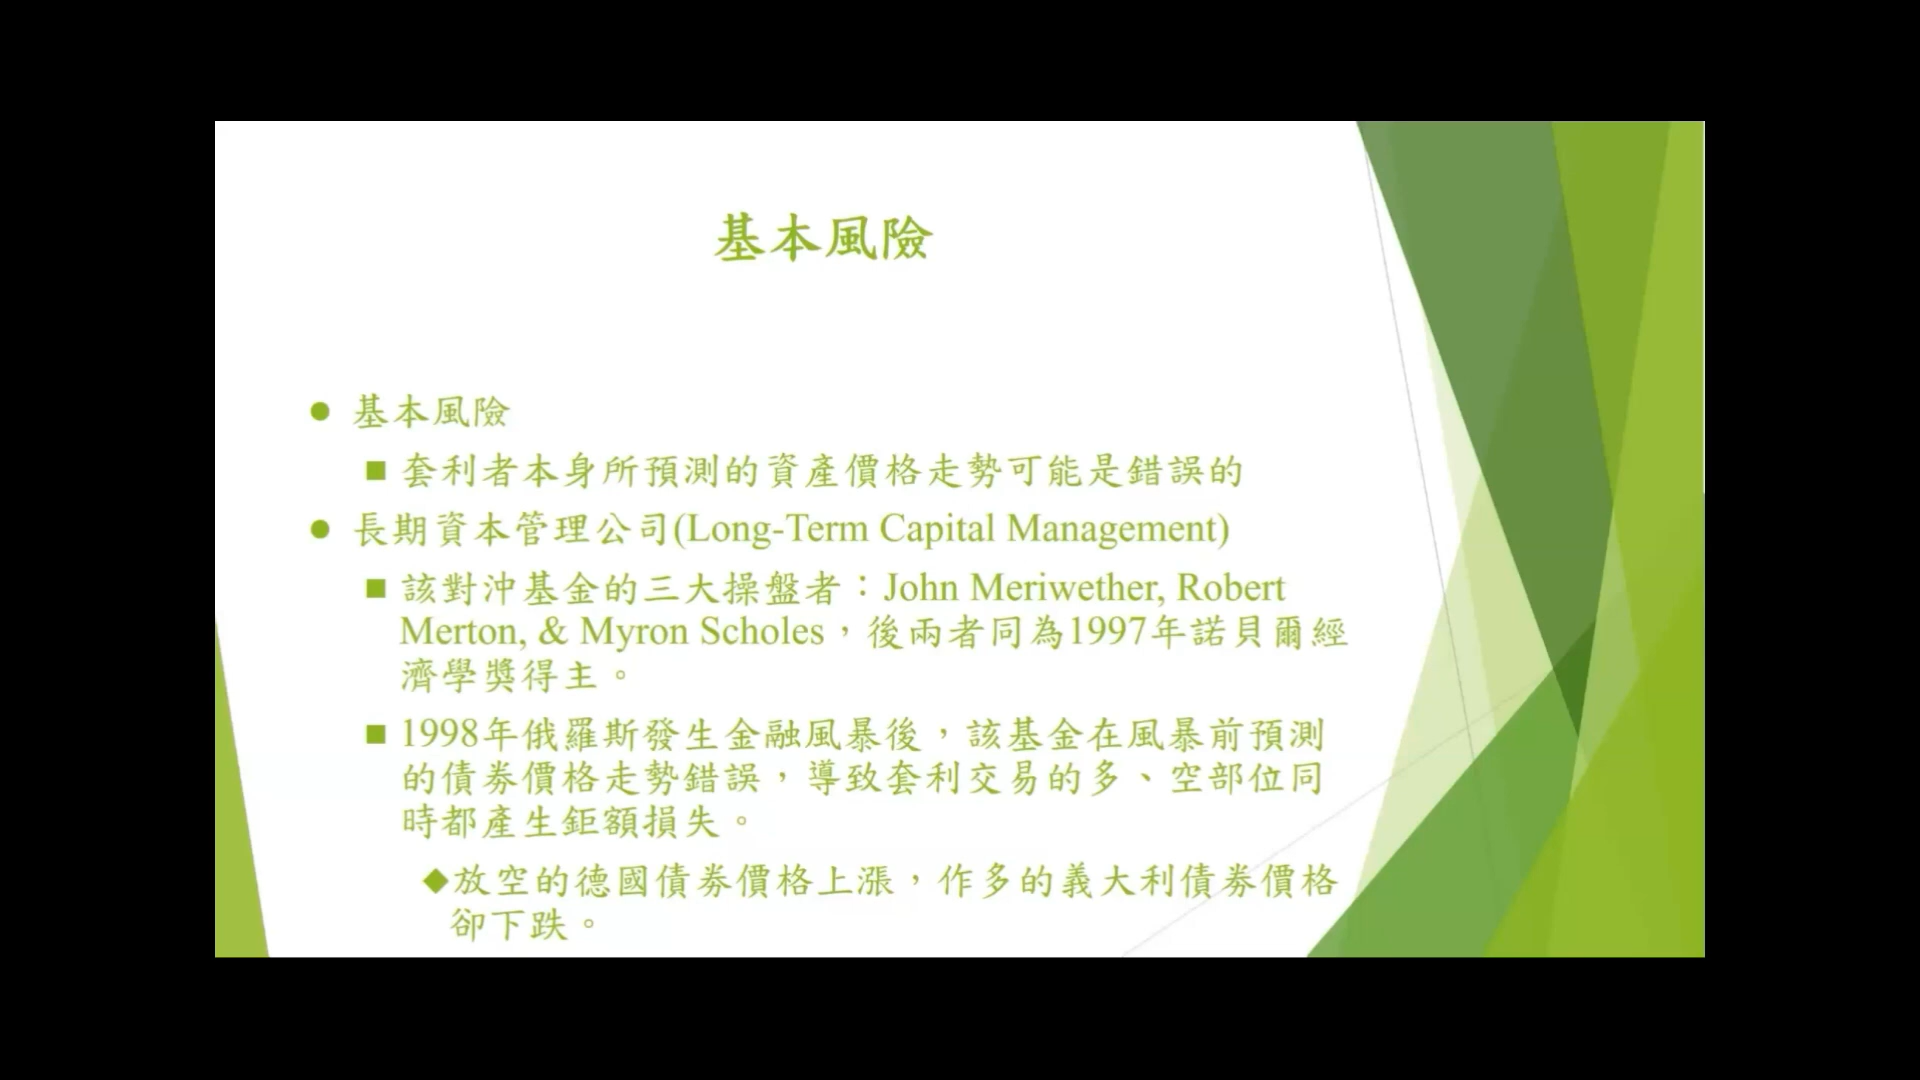 基本風險
● 基本風險
■ 套利者本身所預測的資產價格走勢可能是錯誤的
● 長期資本管理公司(Long-Term Capital Management)
■ 該對沖基金的三大操盤者：John Meriwether, Robert
Merton, & Myron Scholes，後兩者同為1997年諾貝爾經
濟學獎得主。
■ 1998年俄羅斯發生金融風暴後，該基金在風暴前預測
的債券價格走勢錯誤，導致套利交易的多、空部位同
時都產生鉅額損失。
◆放空的德國債券價格上漲，作多的義大利債券價格
卻下跌。